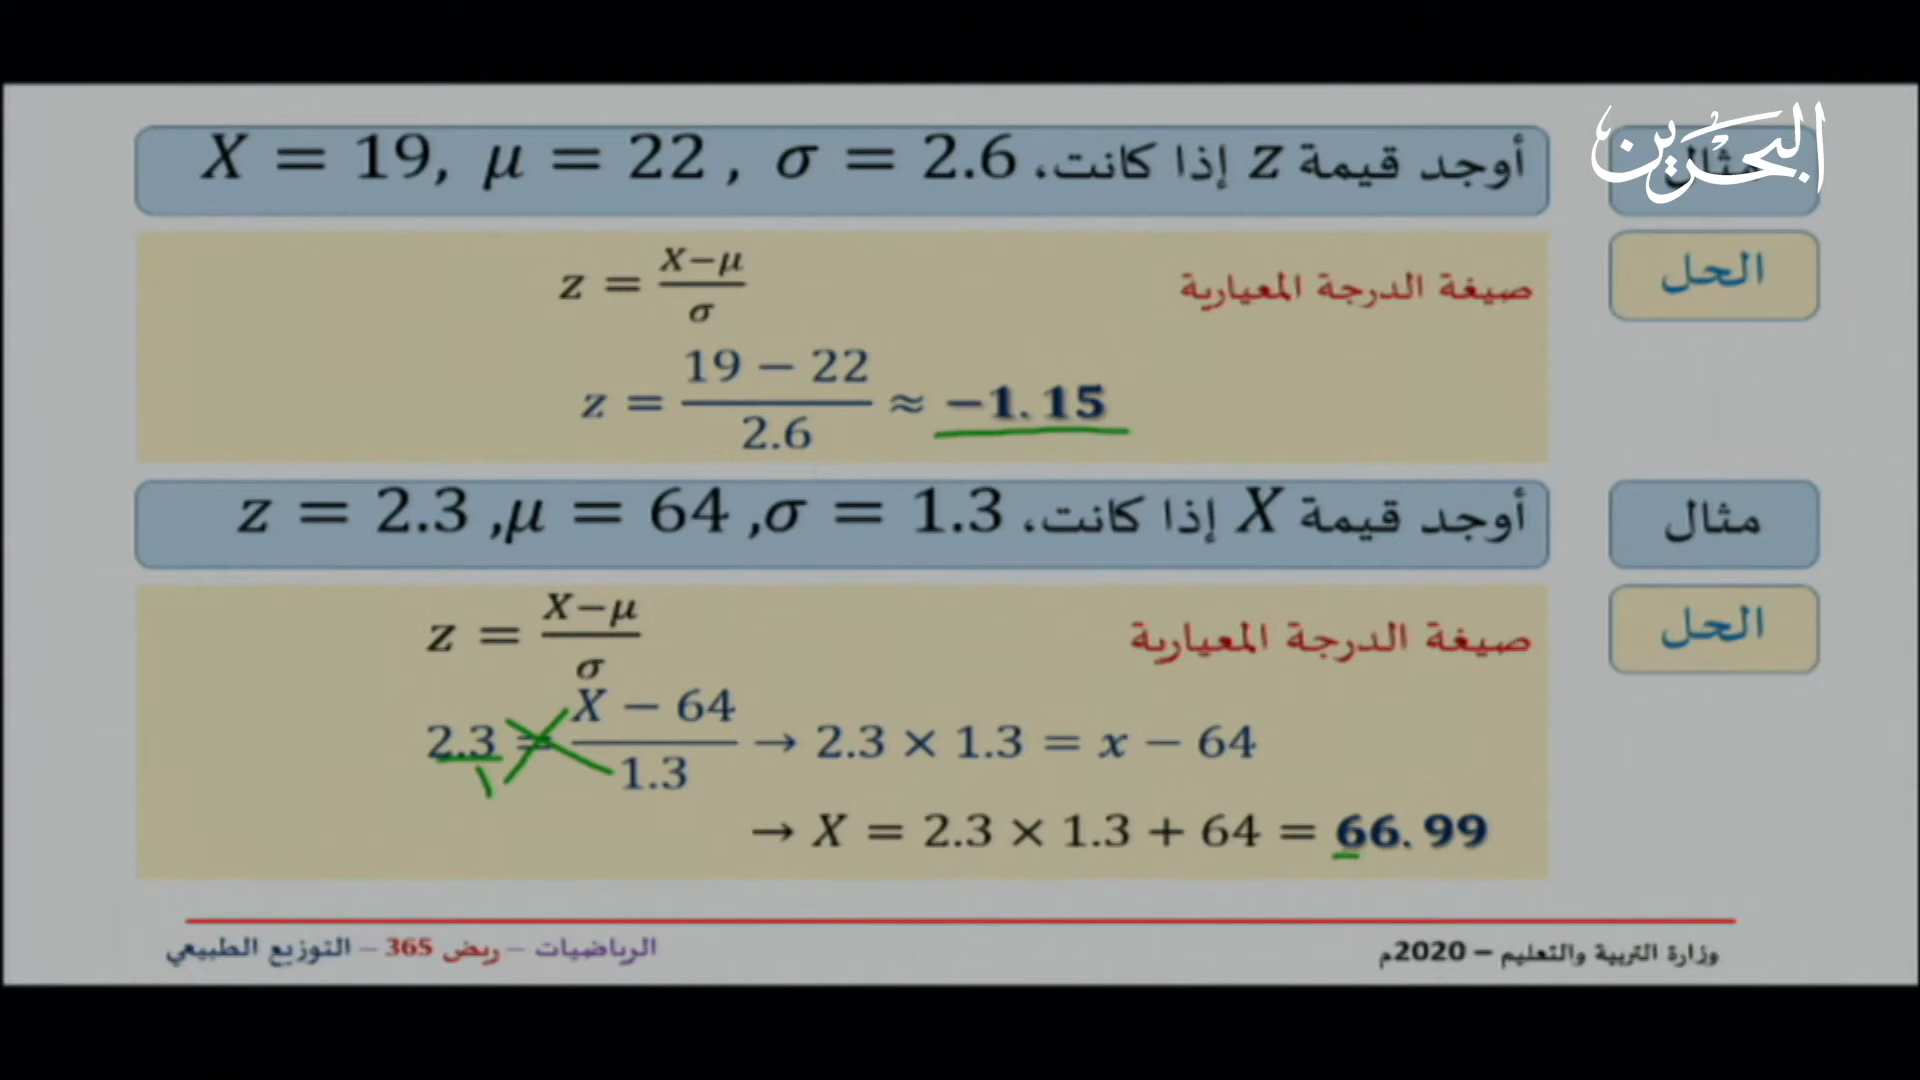 البحرين
مثال
أوجد قيمة z إذا كانت، X = 19, μ = 22 , σ = 2.6
الحل
صيغة الدرجة المعيارية z = X−μ / σ
z = 19 − 22 / 2.6 ≈ −1.15
مثال
أوجد قيمة X إذا كانت، z = 2.3 ,μ = 64 ,σ = 1.3
الحل
صيغة الدرجة المعيارية z = X−μ / σ
2.3 = X − 64 / 1.3 → 2.3 × 1.3 = x − 64
→ X = 2.3 × 1.3 + 64 = 66.99
وزارة التربية والتعليم – 2020م
الرياضيات – ريض 365 – التوزيع الطبيعي